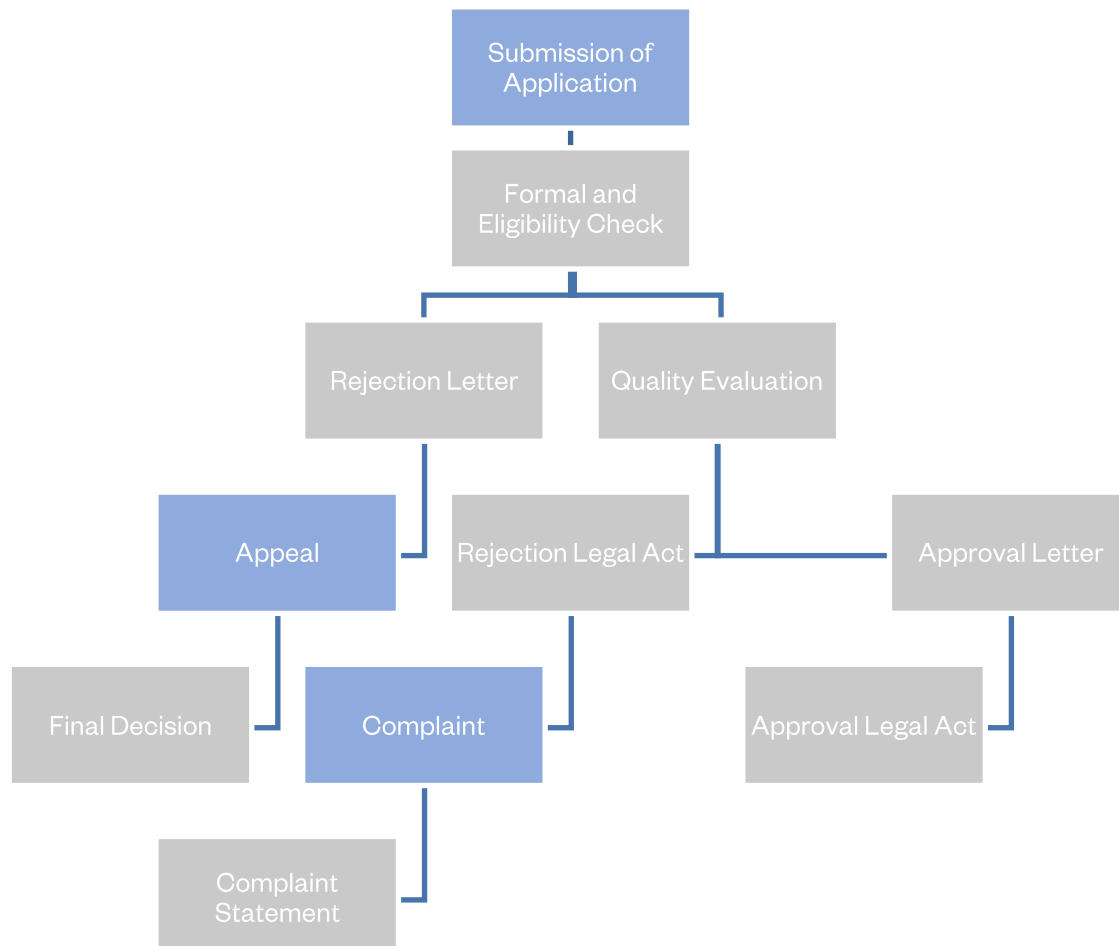 Submission of
Application
Formal and
Eligibility Check
Rejection Letter
Quality Evaluation
Appeal
Rejection Legal Act
Approval Letter
Final Decision
Complaint
Approval Legal Act
Complaint
Statement